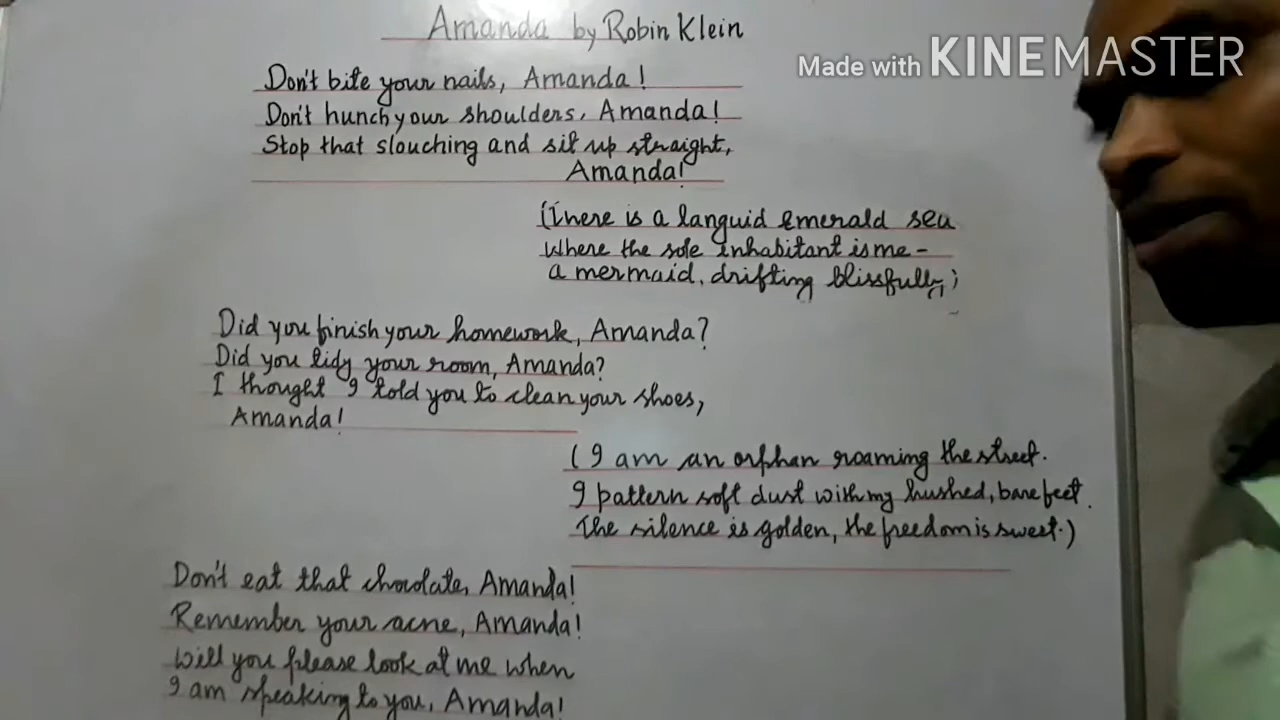 Amanda by Robin Klein
Made with KINEMASTER
Don't bite your nails, Amanda!
Don't hunch your shoulders, Amanda!
Stop that slouching and sit up straight,
Amanda!
(There is a languid emerald sea
Where the sole inhabitant is me -
a mermaid, drifting blissfully,)
Did you finish your homework, Amanda?
Did you tidy your room, Amanda?
I thought I told you to clean your shoes,
Amanda!
(I am an orphan roaming the street.
I pattern soft dust with my hushed, bare feet.
The silence is golden, the freedom is sweet.)
Don't eat that chocolate, Amanda!
Remember your acne, Amanda!
Will you please look at me when
I am speaking to you, Amanda!